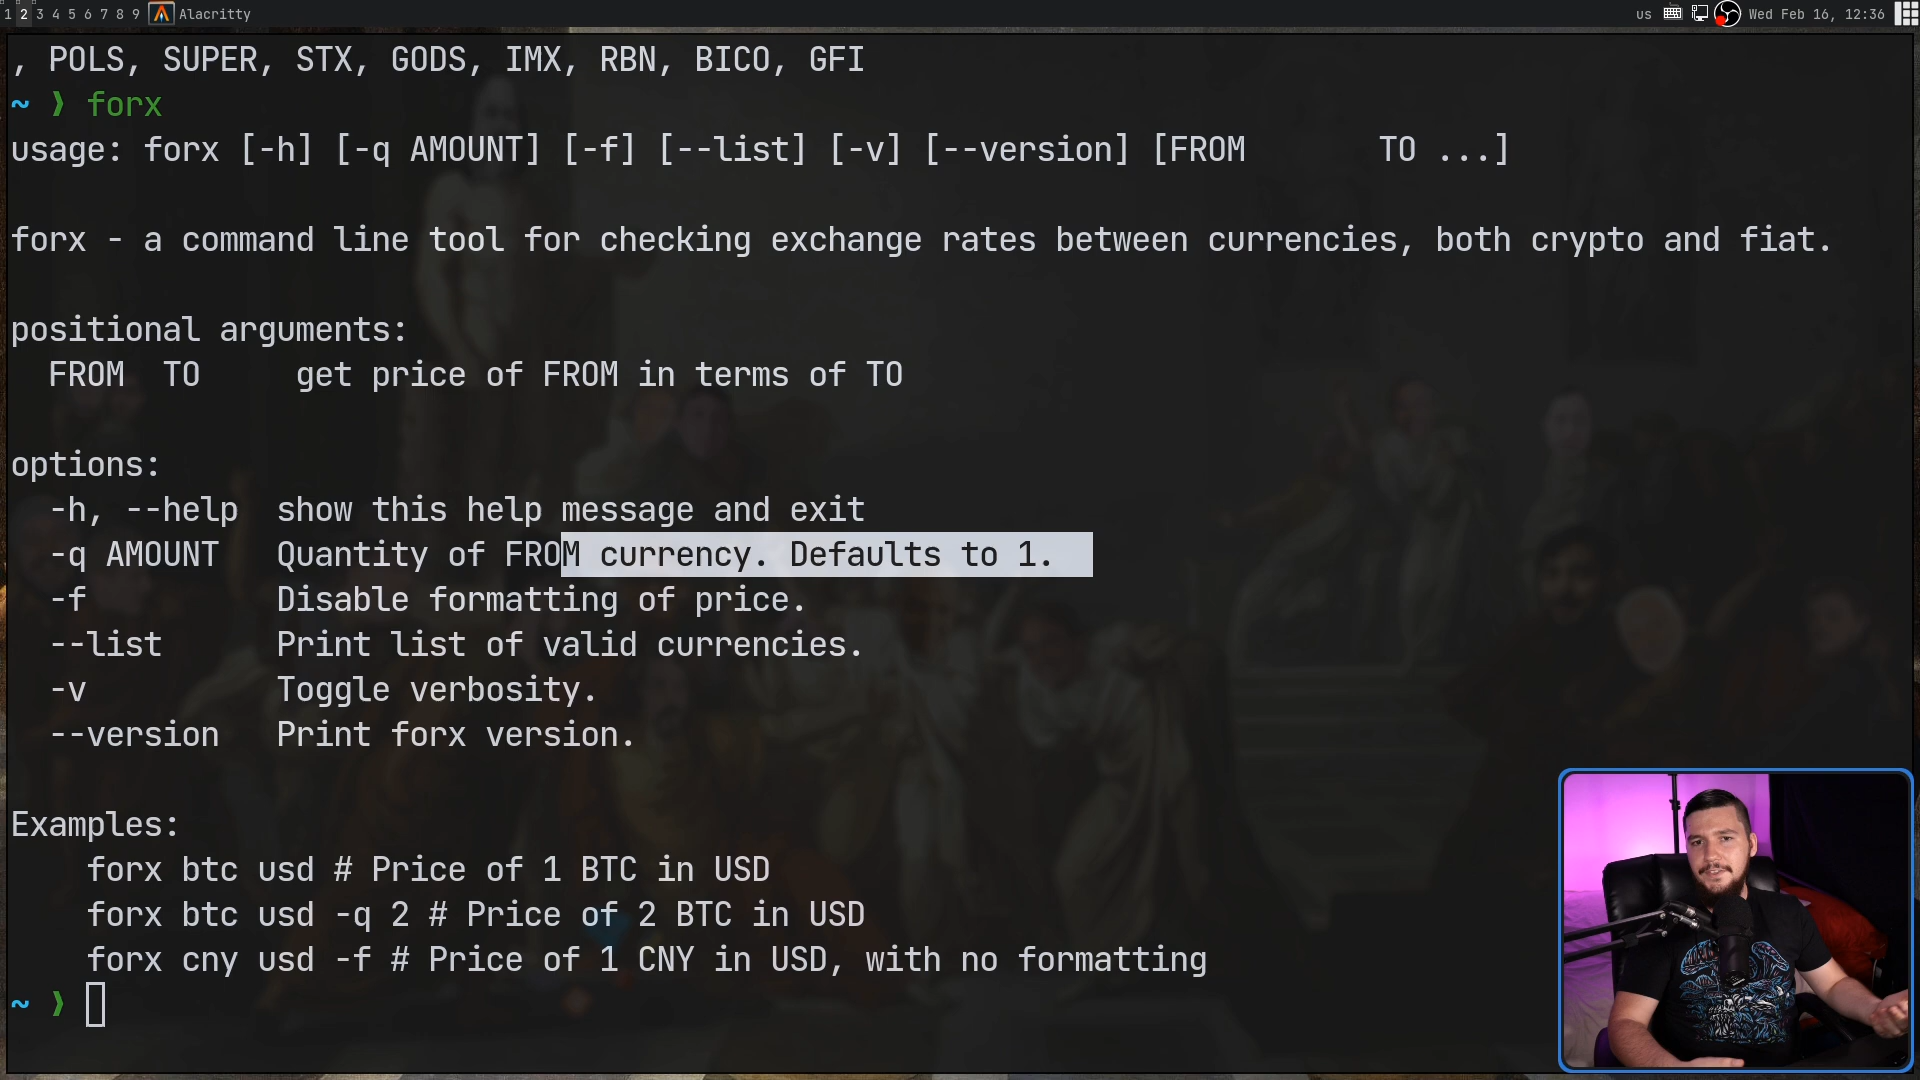 1 2 3 4 5 6 7 8 9 Alacritty us Wed Feb 16, 12:36
, POLS, SUPER, STX, GODS, IMX, RBN, BICO, GFI
~ ❯ forx
usage: forx [-h] [-q AMOUNT] [-f] [--list] [-v] [--version] [FROM       TO ...]
forx - a command line tool for checking exchange rates between currencies, both crypto and fiat.
positional arguments:
  FROM  TO     get price of FROM in terms of TO
options:
  -h, --help  show this help message and exit
  -q AMOUNT   Quantity of FROM currency. Defaults to 1.
  -f          Disable formatting of price.
  --list      Print list of valid currencies.
  -v          Toggle verbosity.
  --version   Print forx version.
Examples:
    forx btc usd # Price of 1 BTC in USD
    forx btc usd -q 2 # Price of 2 BTC in USD
    forx cny usd -f # Price of 1 CNY in USD, with no formatting
~ ❯